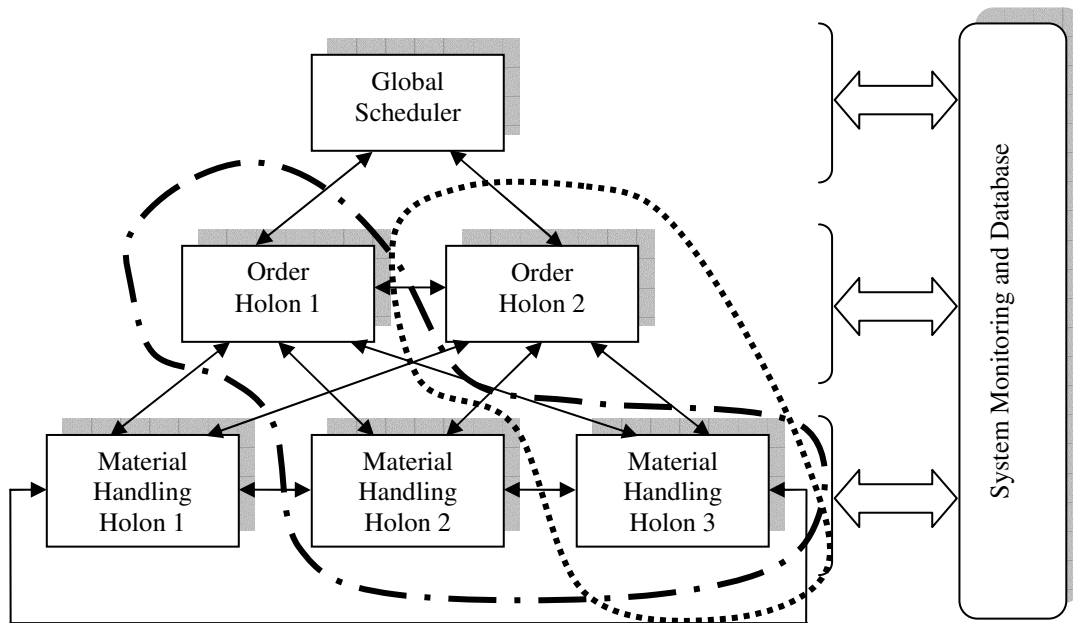 Global
Scheduler
Order
Holon 1
Order
Holon 2
Material
Handling
Holon 1
Material
Handling
Holon 2
Material
Handling
Holon 3
System Monitoring and Database